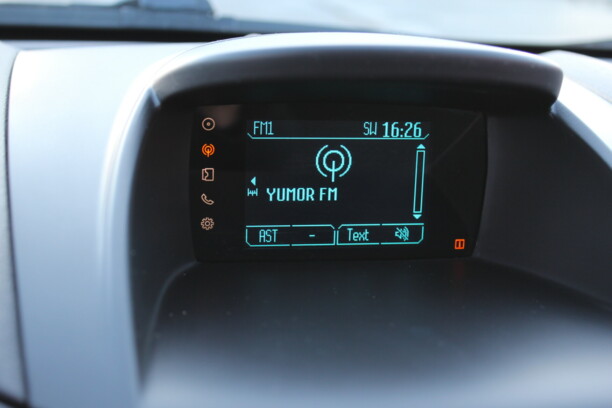 FM1 SW 16:26
YUMOR FM
AST - Text